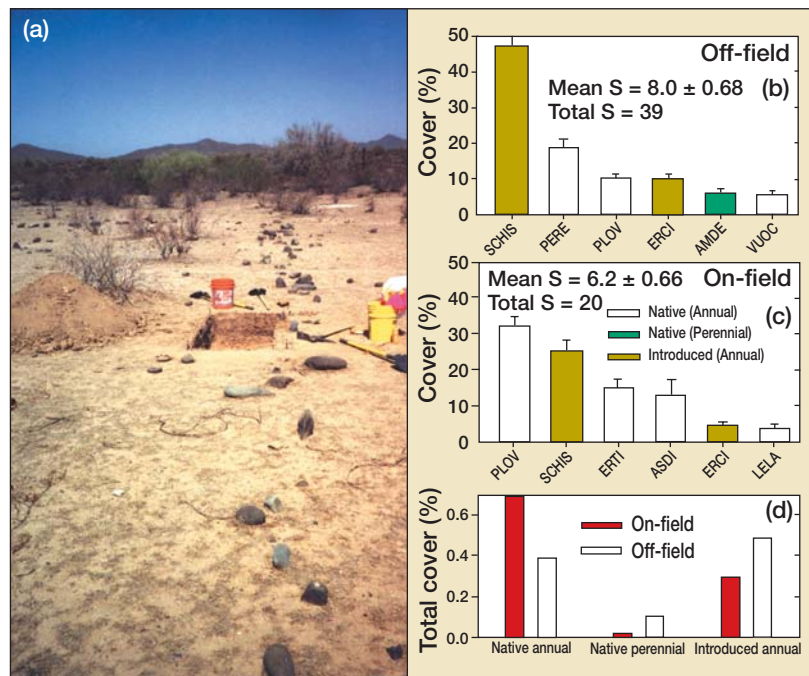 (a)
50
40
30
20
10
0
Cover (%)
Off-field
(b)
Mean S = 8.0 ± 0.68
Total S = 39
SCHIS PERE PLOV ERCI AMDE VUOC
50
40
30
20
10
0
Cover (%)
Mean S = 6.2 ± 0.66 On-field
Total S = 20
(c)
Native (Annual)
Native (Perennial)
Introduced (Annual)
PLOV SCHIS ERTI ASDI ERCI LELA
0.6
0.4
0.2
0.0
Total cover (%)
(d)
On-field
Off-field
Native annual Native perennial Introduced annual